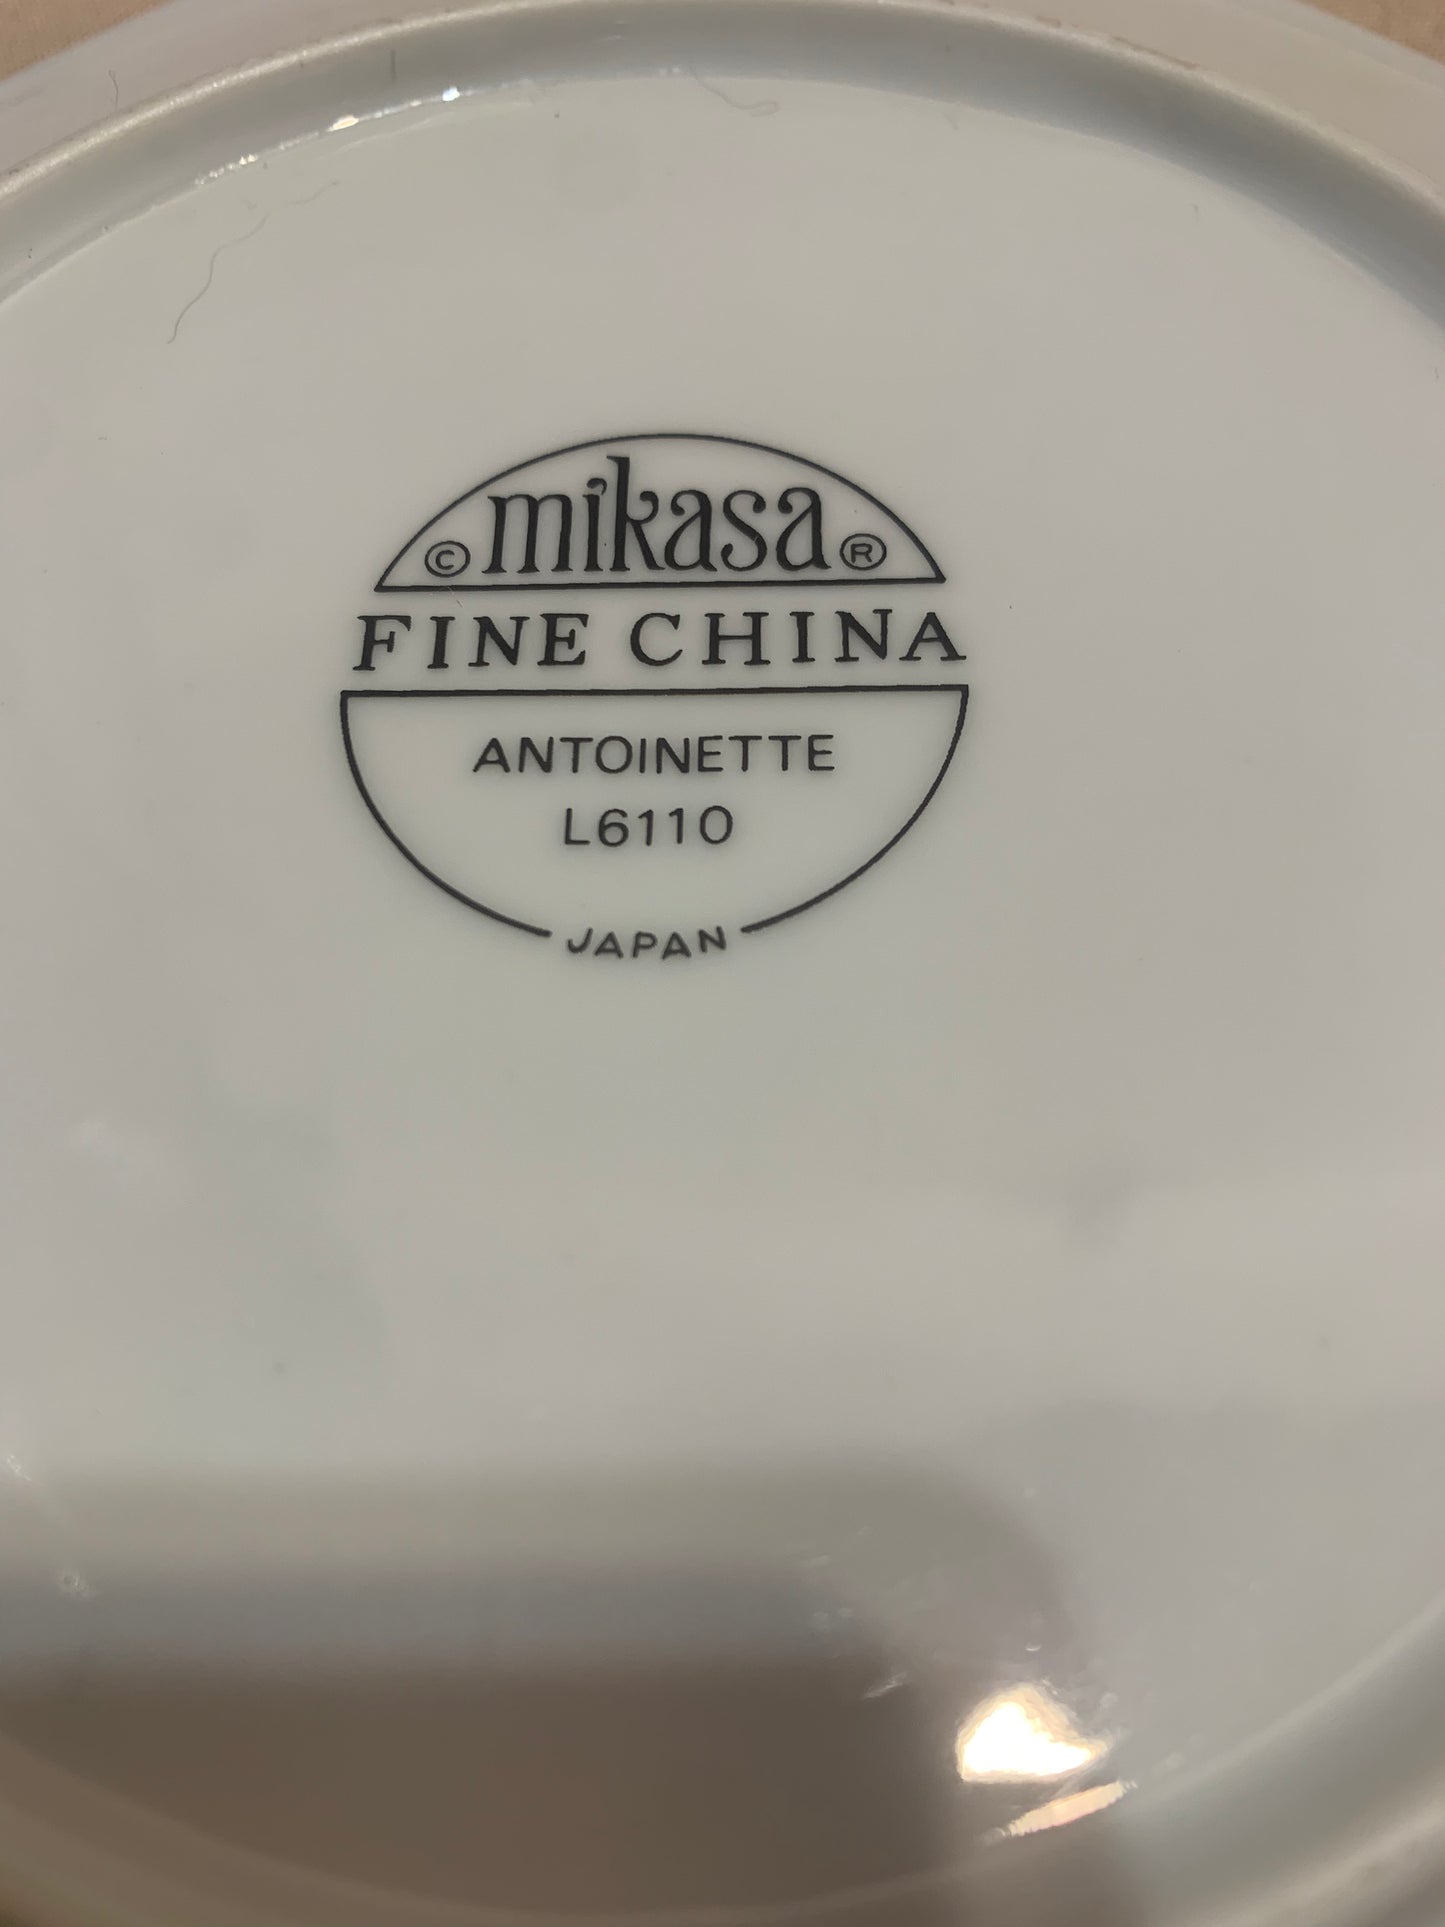 © mikasa ®
FINE CHINA
ANTOINETTE
L6110
JAPAN